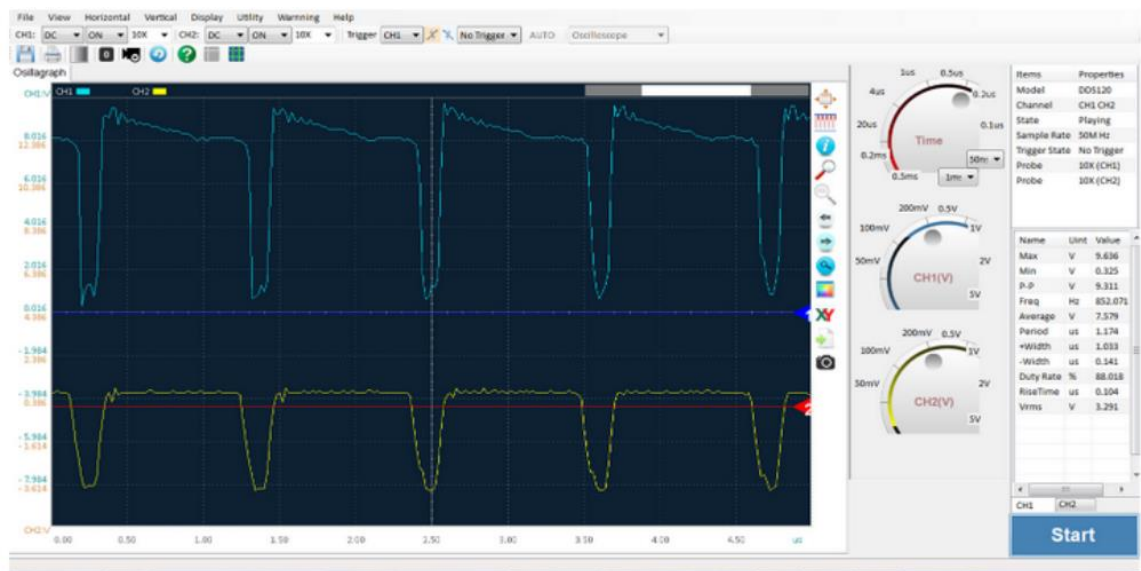 File View Horizontal Vertical Display Utility Warnning Help
CH1: DC ON 10X CH2: DC ON 10X Trigger CH1 No Trigger AUTO Oscilloscope
Osillagraph
CH1:V CH1 CH2
8.016
12.386
6.016
10.386
4.016
8.386
2.016
6.386
0.016
4.386
1
-1.984
2.386
-3.984
0.386
2
-5.984
-1.614
-7.984
-3.614
CH2:V
0.00 0.50 1.00 1.50 2.00 2.50 3.00 3.50 4.00 4.50 us
XY
1us 0.5us
4us 0.2us
20us 0.1us
Time
0.2ms
0.5ms
200mV 0.5V
100mV 1V
50mV 2V
CH1(V)
5V
200mV 0.5V
100mV 1V
50mV 2V
CH2(V)
5V
Items Properties
Model DDS120
Channel CH1 CH2
State Playing
Sample Rate 50M Hz
Trigger State No Trigger
Probe 10X (CH1)
Probe 10X (CH2)
Name Uint Value
Max V 9.636
Min V 0.325
P-P V 9.311
Freq Hz 852.071
Average V 7.579
Period us 1.174
+Width us 1.033
-Width us 0.141
Duty Rate % 88.018
RiseTime us 0.104
Vrms V 3.291
CH1 CH2
Start